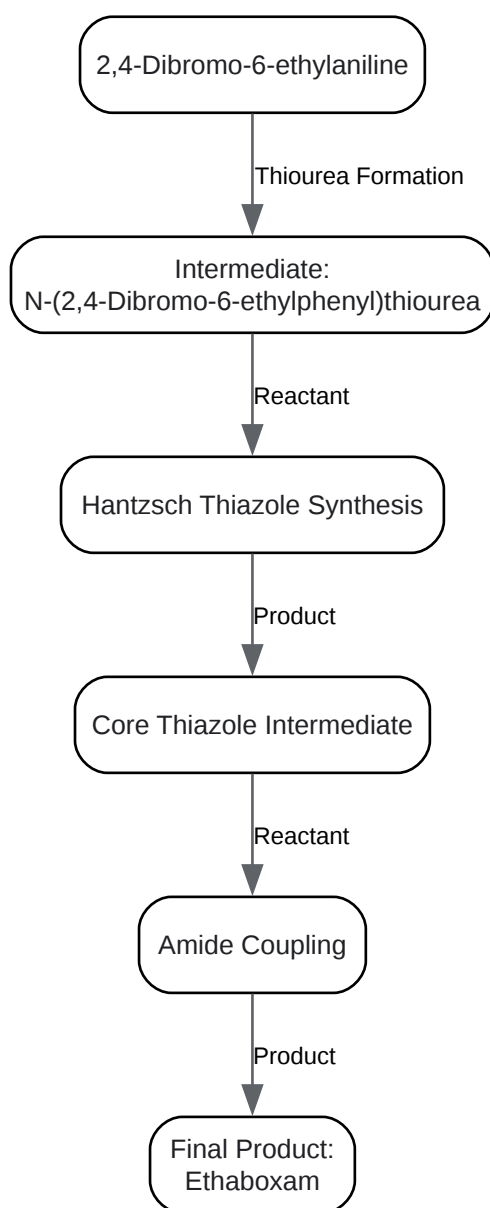 2,4-Dibromo-6-ethylaniline
Thiourea Formation
Intermediate:
N-(2,4-Dibromo-6-ethylphenyl)thiourea
Reactant
Hantzsch Thiazole Synthesis
Product
Core Thiazole Intermediate
Reactant
Amide Coupling
Product
Final Product:
Ethaboxam